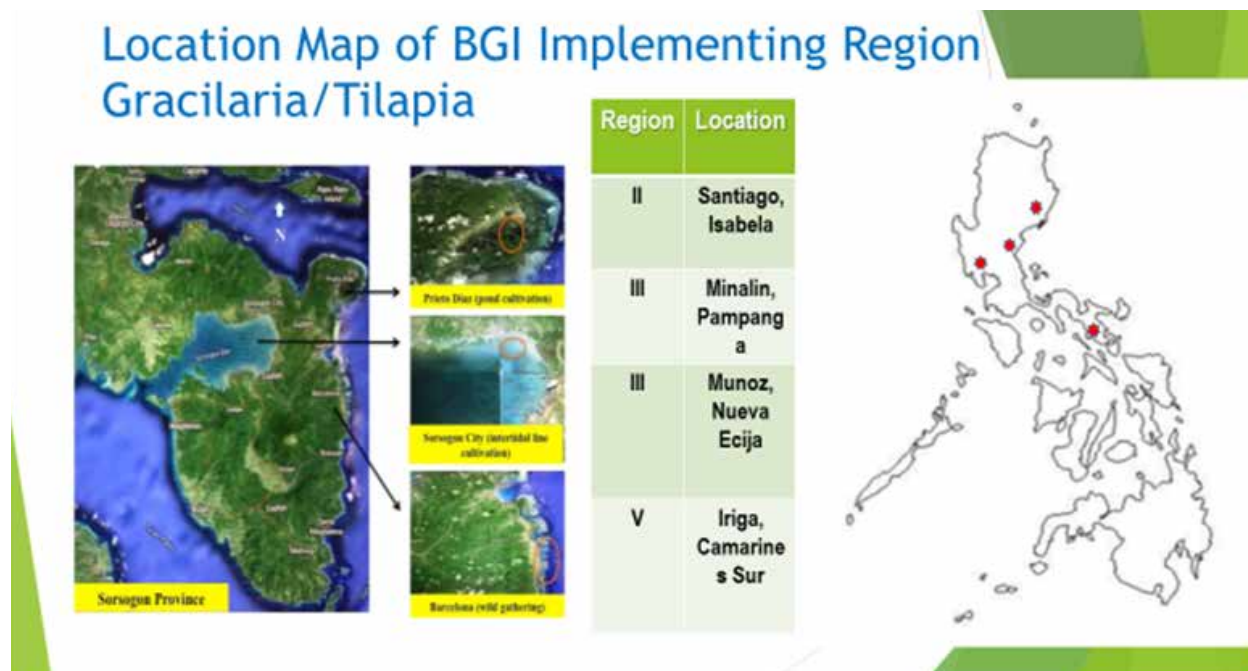 Location Map of BGI Implementing Region
Gracilaria/Tilapia
N
Sorsogon Province
Prieto Diaz (pond cultivation)
Sorsogon City (intertidal line
cultivation)
Barcelona (wild gathering)
Region Location
II Santiago,
Isabela
III Minalin,
Pampang
a
III Munoz,
Nueva
Ecija
V Iriga,
Camarine
s Sur